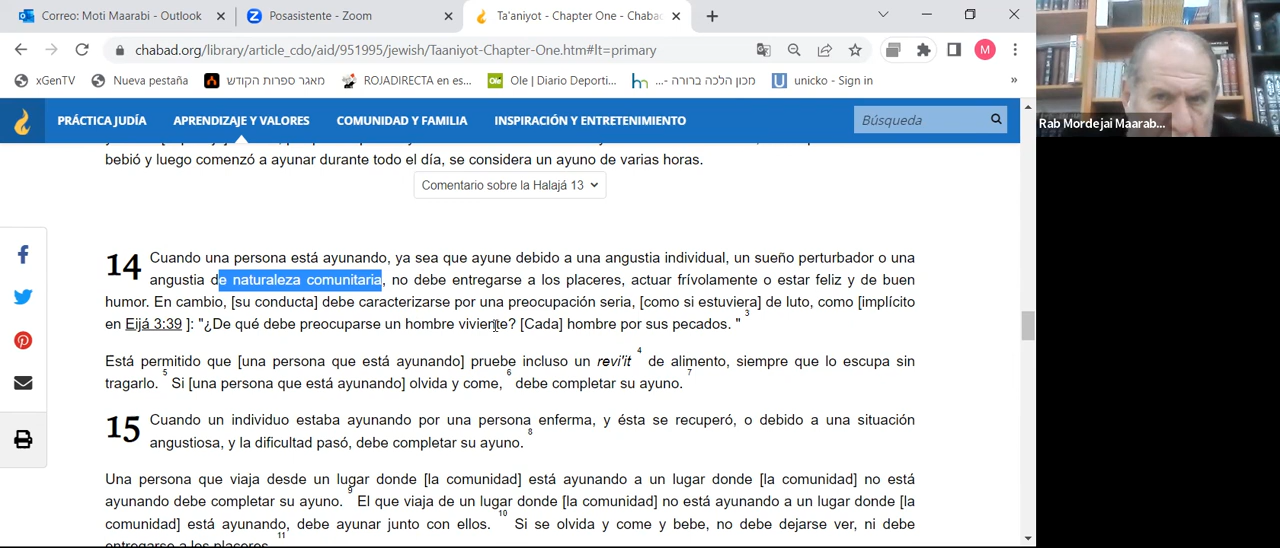 Correo: Moti Maarabi - Outlook
Posasistente - Zoom
Ta'aniyot - Chapter One - Chabad
chabad.org/library/article_cdo/aid/951995/jewish/Taaniyot-Chapter-One.htm#lt=primary
M
xGenTV
Nueva pestaña
מאגר ספרות הקודש
ROJADIRECTA en es...
Ole | Diario Deporti...
מכון הלכה ברורה -...
unicko - Sign in
»
PRÁCTICA JUDÍA
APRENDIZAJE Y VALORES
COMUNIDAD Y FAMILIA
INSPIRACIÓN Y ENTRETENIMIENTO
Búsqueda
Rab Mordejai Maarab...
bebió y luego comenzó a ayunar durante todo el día, se considera un ayuno de varias horas.
Comentario sobre la Halajá 13
14 Cuando una persona está ayunando, ya sea que ayune debido a una angustia individual, un sueño perturbador o una
angustia de naturaleza comunitaria, no debe entregarse a los placeres, actuar frívolamente o estar feliz y de buen
humor. En cambio, [su conducta] debe caracterizarse por una preocupación seria, [como si estuviera] de luto, como [implícito
en Eijá 3:39 ]: "¿De qué debe preocuparse un hombre viviente? [Cada] hombre por sus pecados. " 3
Está permitido que [una persona que está ayunando] pruebe incluso un revi'it 4 de alimento, siempre que lo escupa sin
tragarlo. 5 Si [una persona que está ayunando] olvida y come, 6 debe completar su ayuno. 7
15 Cuando un individuo estaba ayunando por una persona enferma, y ésta se recuperó, o debido a una situación
angustiosa, y la dificultad pasó, debe completar su ayuno. 8
Una persona que viaja desde un lugar donde [la comunidad] está ayunando a un lugar donde [la comunidad] no está
ayunando debe completar su ayuno. 9 El que viaja de un lugar donde [la comunidad] no está ayunando a un lugar donde [la
comunidad] está ayunando, debe ayunar junto con ellos. 10 Si se olvida y come y bebe, no debe dejarse ver, ni debe
entregarse a los placeres. 11